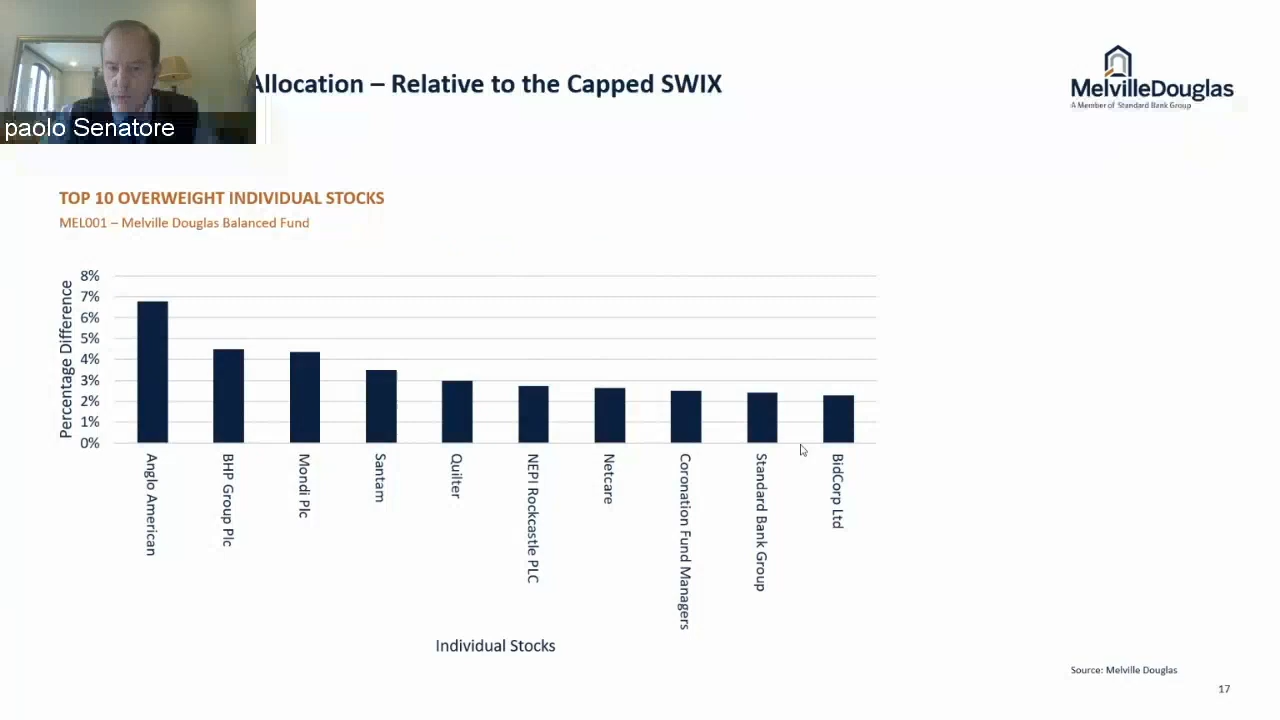 Allocation – Relative to the Capped SWIX
MelvilleDouglas
A Member of Standard Bank Group
paolo Senatore
TOP 10 OVERWEIGHT INDIVIDUAL STOCKS
MEL001 – Melville Douglas Balanced Fund
Percentage Difference
8%
7%
6%
5%
4%
3%
2%
1%
0%
Anglo American
BHP Group Plc
Mondi Plc
Santam
Quilter
NEPI Rockcastle PLC
Netcare
Coronation Fund Managers
Standard Bank Group
BidCorp Ltd
Individual Stocks
Source: Melville Douglas
17